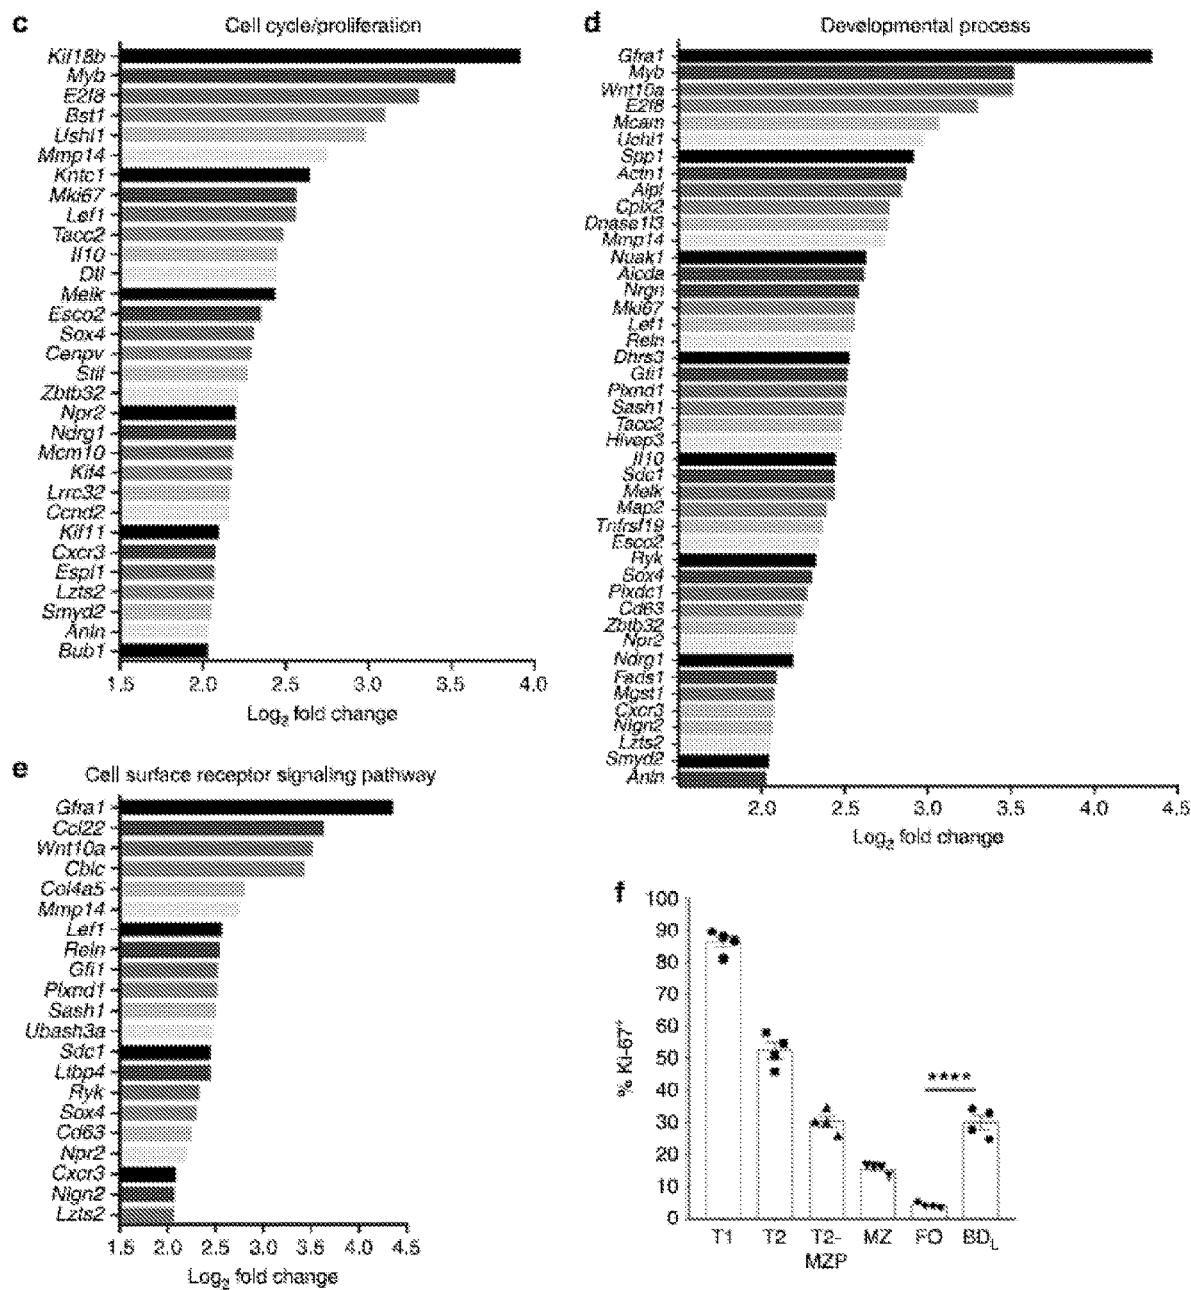 c
Cell cycle/proliferation
Kif18b
Myb
E2f8
Bst1
Ushl1
Mmp14
Kntc1
Mki67
Lef1
Tacc2
Il10
Dtl
Melk
Esco2
Sox4
Cenpv
Stil
Zbtb32
Npr2
Ndrg1
Mcm10
Kif4
Lrrc32
Ccnd2
Kif11
Cxcr3
Espl1
Lzts2
Smyd2
Anln
Bub1
1.5 2.0 2.5 3.0 3.5 4.0
Log2 fold change
d
Developmental process
Gfra1
Myb
Wnt10a
E2f8
Mcam
Uchl1
Spp1
Actn1
Alpl
Cplx2
Dnase1l3
Mmp14
Nuak1
Aicda
Nrgn
Mki67
Lef1
Reln
Dhrs3
Gfi1
Plxnd1
Sash1
Tacc2
Hivep3
Il10
Sdc1
Melk
Map2
Tnfrsf19
Esco2
Ryk
Sox4
Plxdc1
Cd63
Zbtb32
Npr2
Ndrg1
Fads1
Mgst1
Cxcr3
Nlgn2
Lzts2
Smyd2
Anln
2.0 2.5 3.0 3.5 4.0 4.5
Log2 fold change
e
Cell surface receptor signaling pathway
Gfra1
Ccl22
Wnt10a
Cblc
Col4a5
Mmp14
Lef1
Reln
Gfi1
Plxnd1
Sash1
Ubash3a
Sdc1
Ltbp4
Ryk
Sox4
Cd63
Npr2
Cxcr3
Nlgn2
Lzts2
1.5 2.0 2.5 3.0 3.5 4.0 4.5
Log2 fold change
f
% Ki-67+
100
90
80
70
60
50
40
30
20
10
0
****
T1 T2 T2-MZP MZ FO BDL